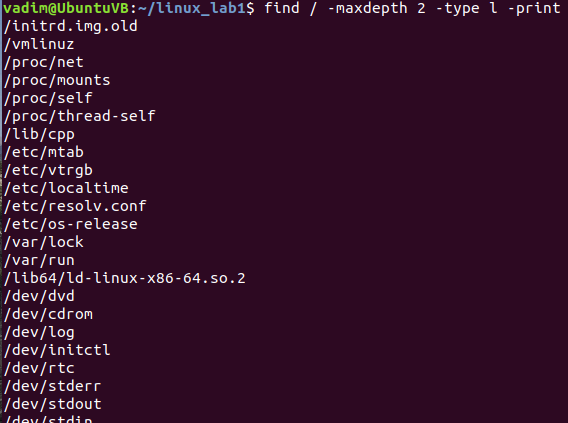 vadim@UbuntuVB:~/linux_lab1$ find / -maxdepth 2 -type l -print
/initrd.img.old
/vmlinuz
/proc/net
/proc/mounts
/proc/self
/proc/thread-self
/lib/cpp
/etc/mtab
/etc/vtrgb
/etc/localtime
/etc/resolv.conf
/etc/os-release
/var/lock
/var/run
/lib64/ld-linux-x86-64.so.2
/dev/dvd
/dev/cdrom
/dev/log
/dev/initctl
/dev/rtc
/dev/stderr
/dev/stdout
/dev/stdin